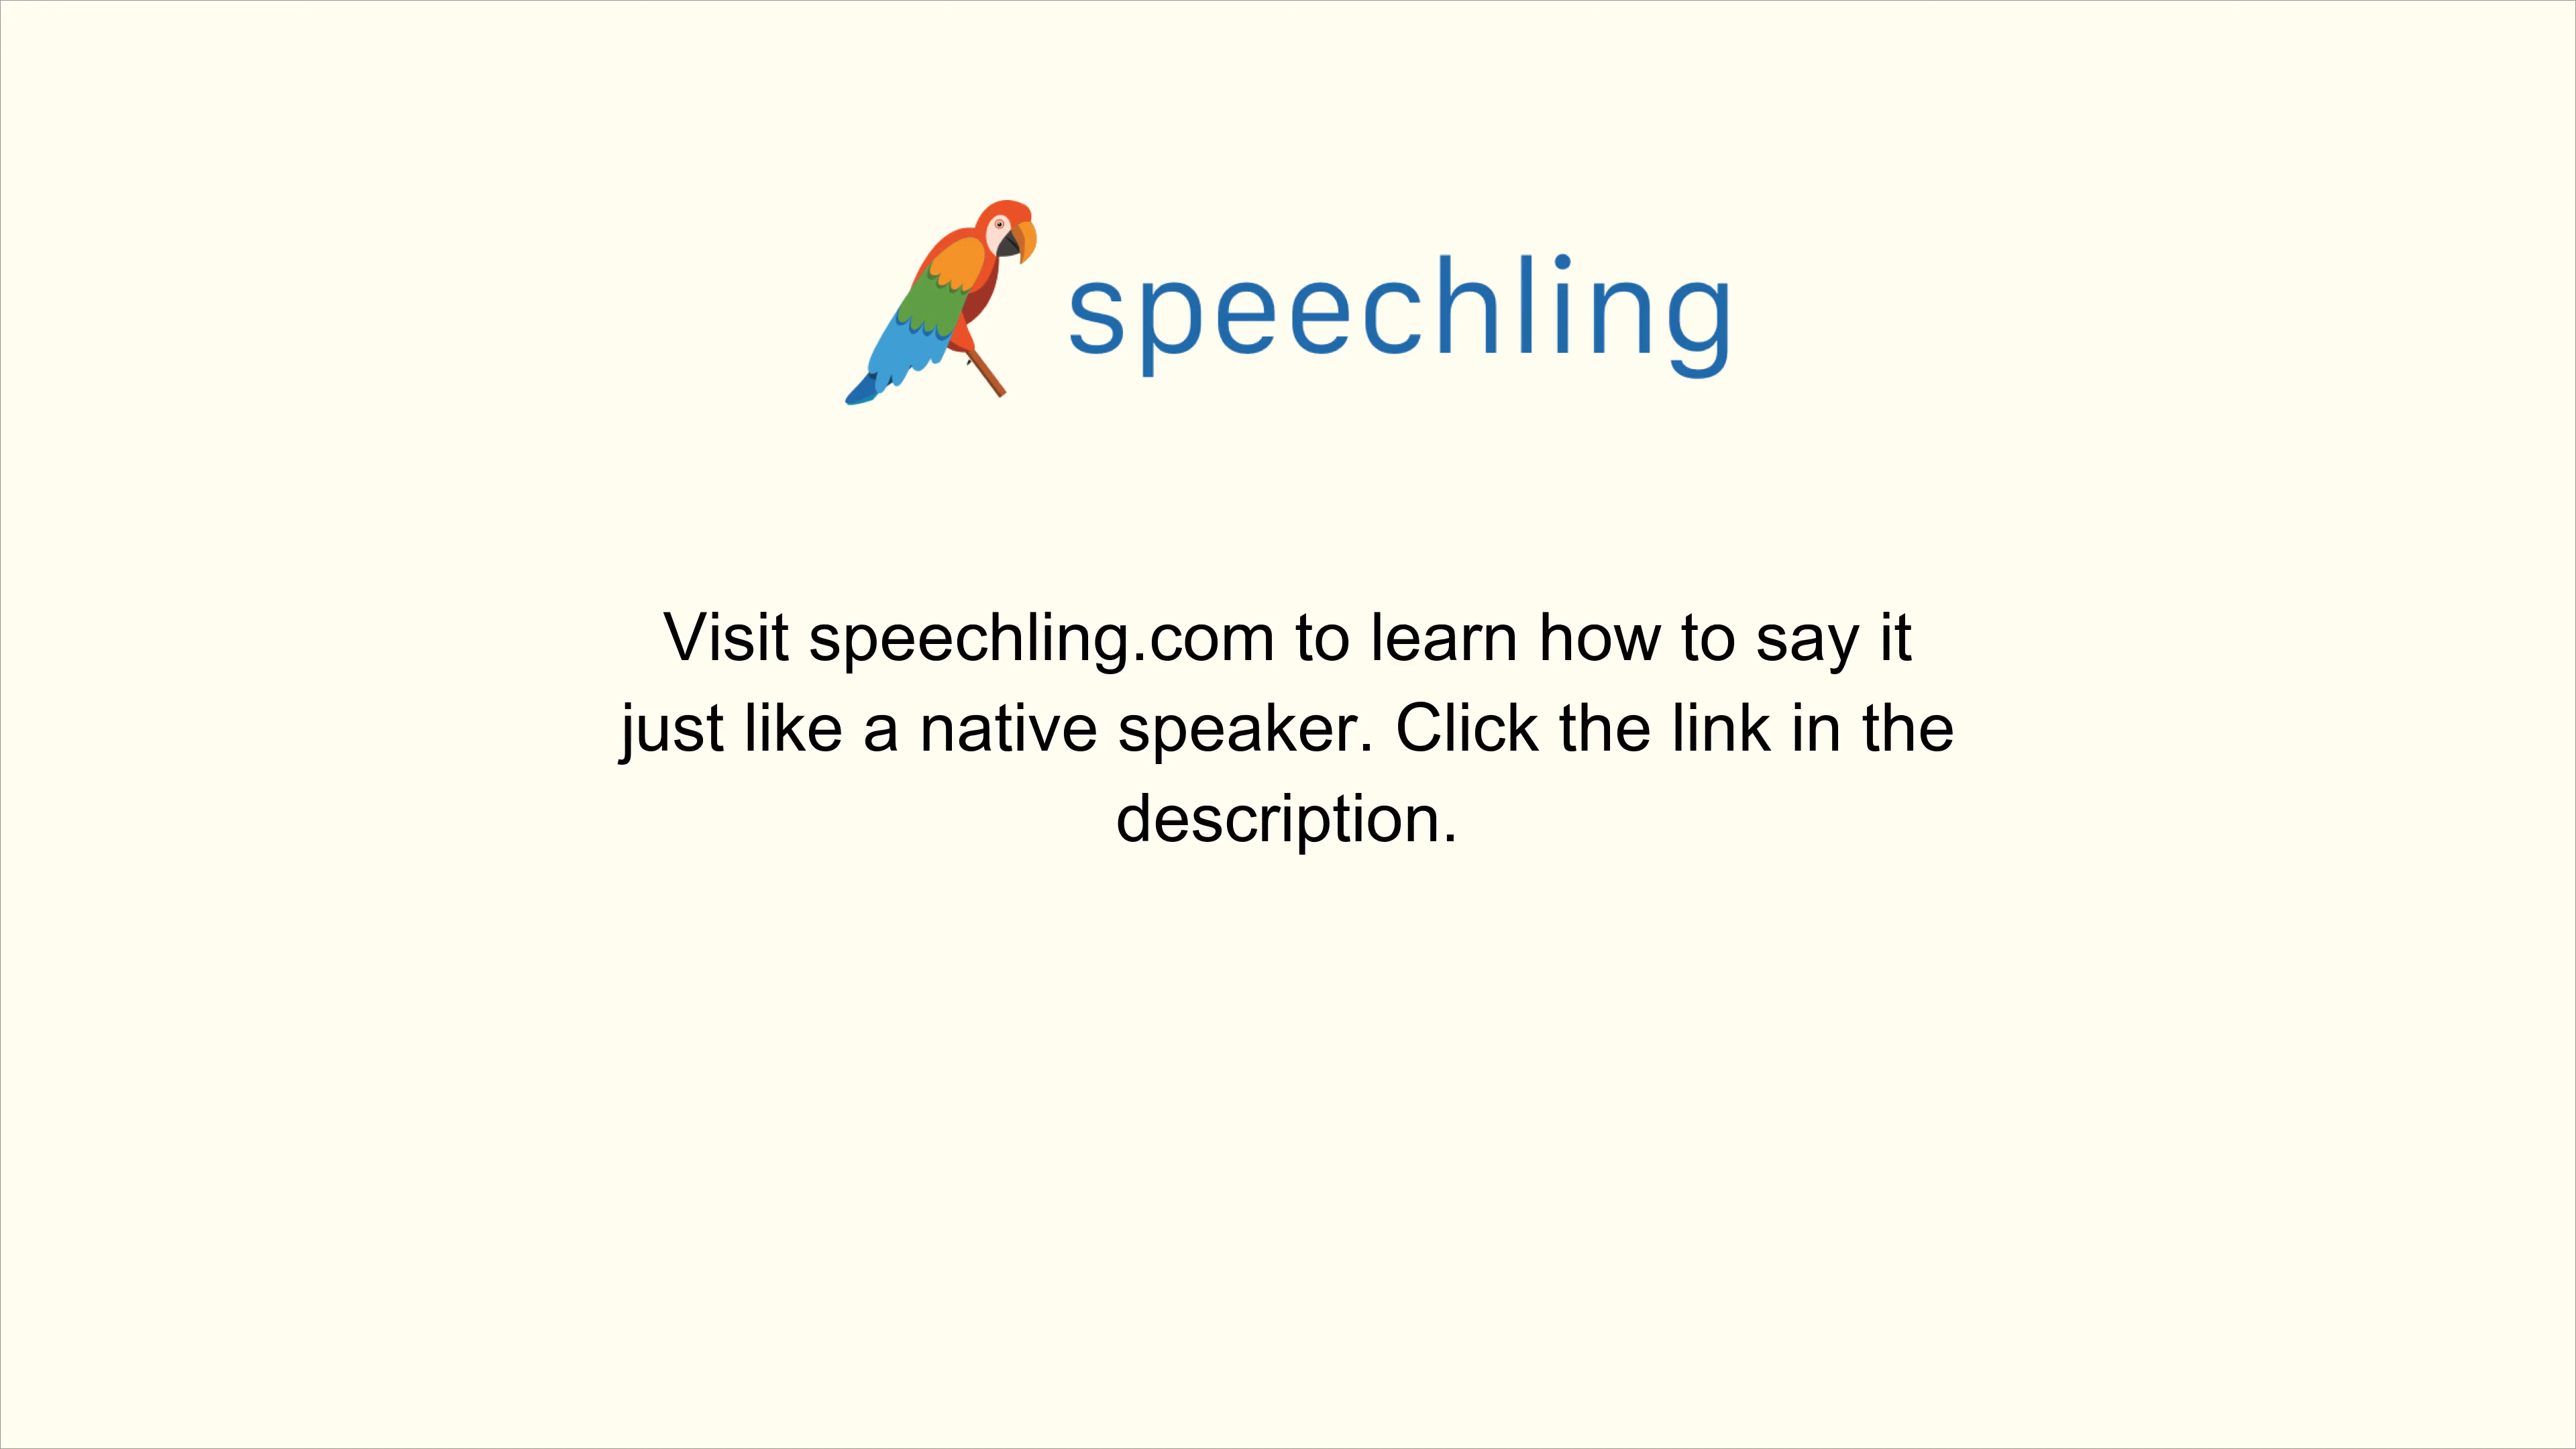 speechling
Visit speechling.com to learn how to say it
just like a native speaker. Click the link in the
description.